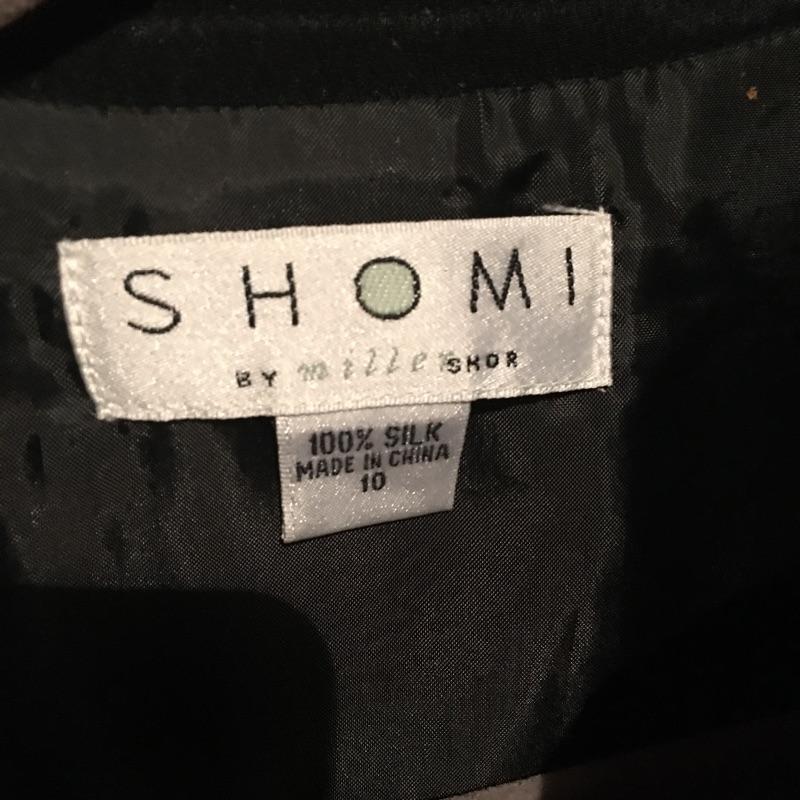 SHOMI
BY miller SHOR
100% SILK
MADE IN CHINA
10